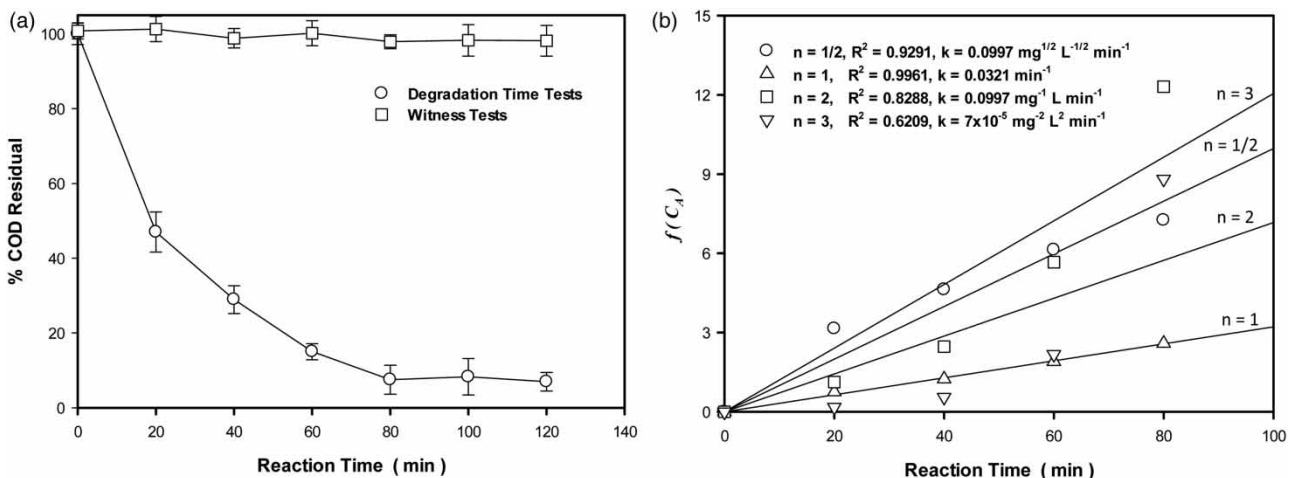 (a)
100
80
60
40
20
0
% COD Residual
Degradation Time Tests
Witness Tests
0 20 40 60 80 100 120 140
Reaction Time ( min )
(b)
15
12
9
6
3
0
f(C_A)
n = 1/2, R² = 0.9291, k = 0.0997 mg^1/2 L^-1/2 min^-1
n = 1, R² = 0.9961, k = 0.0321 min^-1
n = 2, R² = 0.8288, k = 0.0997 mg^-1 L min^-1
n = 3, R² = 0.6209, k = 7x10^-5 mg^-2 L² min^-1
n = 3
n = 1/2
n = 2
n = 1
0 20 40 60 80 100
Reaction Time ( min )